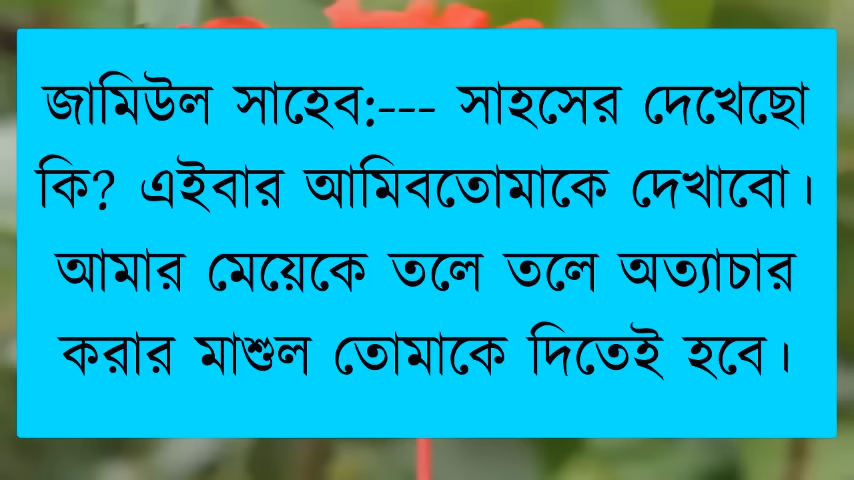 জামিউল সাহেব:--- সাহসের দেখেছো
কি? এইবার আমিবতোমাকে দেখাবো।
আমার মেয়েকে তলে তলে অত্যাচার
করার মাশুল তোমাকে দিতেই হবে।